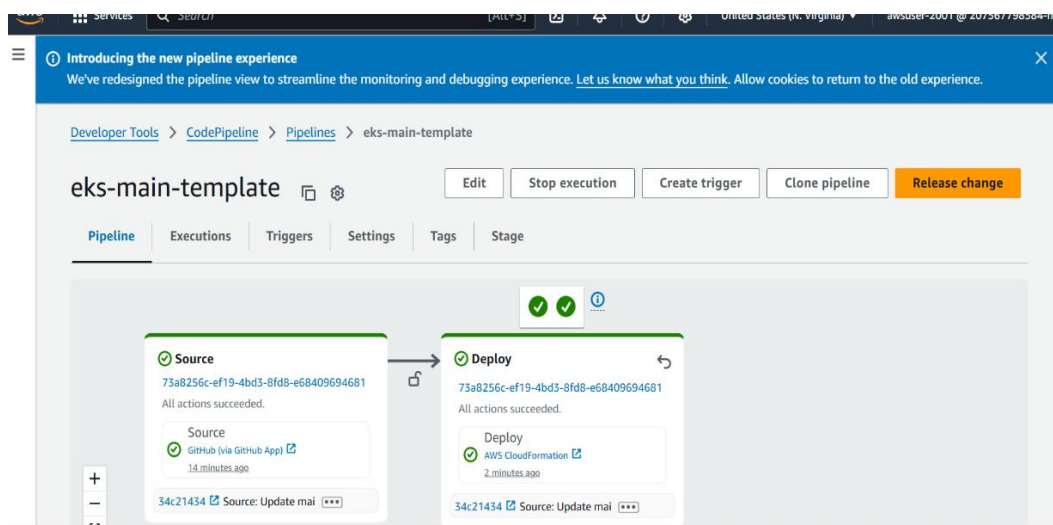 Services
Search
[Alt+S]
United States (N. Virginia)
awsuser-2001 @ 207567798584-n
Introducing the new pipeline experience
We've redesigned the pipeline view to streamline the monitoring and debugging experience. Let us know what you think. Allow cookies to return to the old experience.
Developer Tools > CodePipeline > Pipelines > eks-main-template
eks-main-template
Edit
Stop execution
Create trigger
Clone pipeline
Release change
Pipeline
Executions
Triggers
Settings
Tags
Stage
Source
73a8256c-ef19-4bd3-8fd8-e68409694681
All actions succeeded.
Source
GitHub (via GitHub App)
14 minutes ago
34c21434 Source: Update mai
Deploy
73a8256c-ef19-4bd3-8fd8-e68409694681
All actions succeeded.
Deploy
AWS CloudFormation
2 minutes ago
34c21434 Source: Update mai